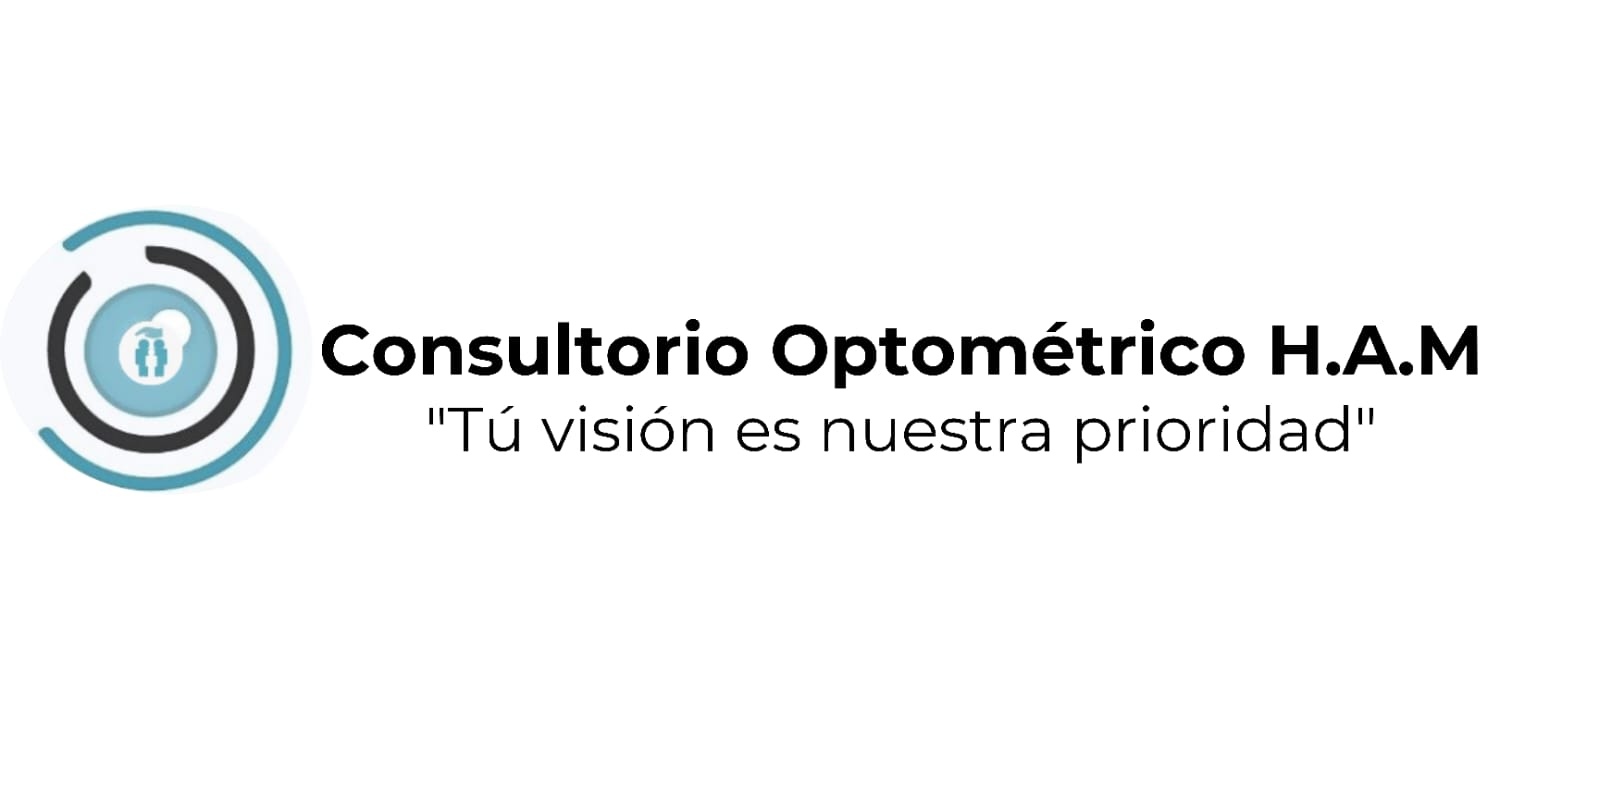 Consultorio Optométrico H.A.M
"Tú visión es nuestra prioridad"